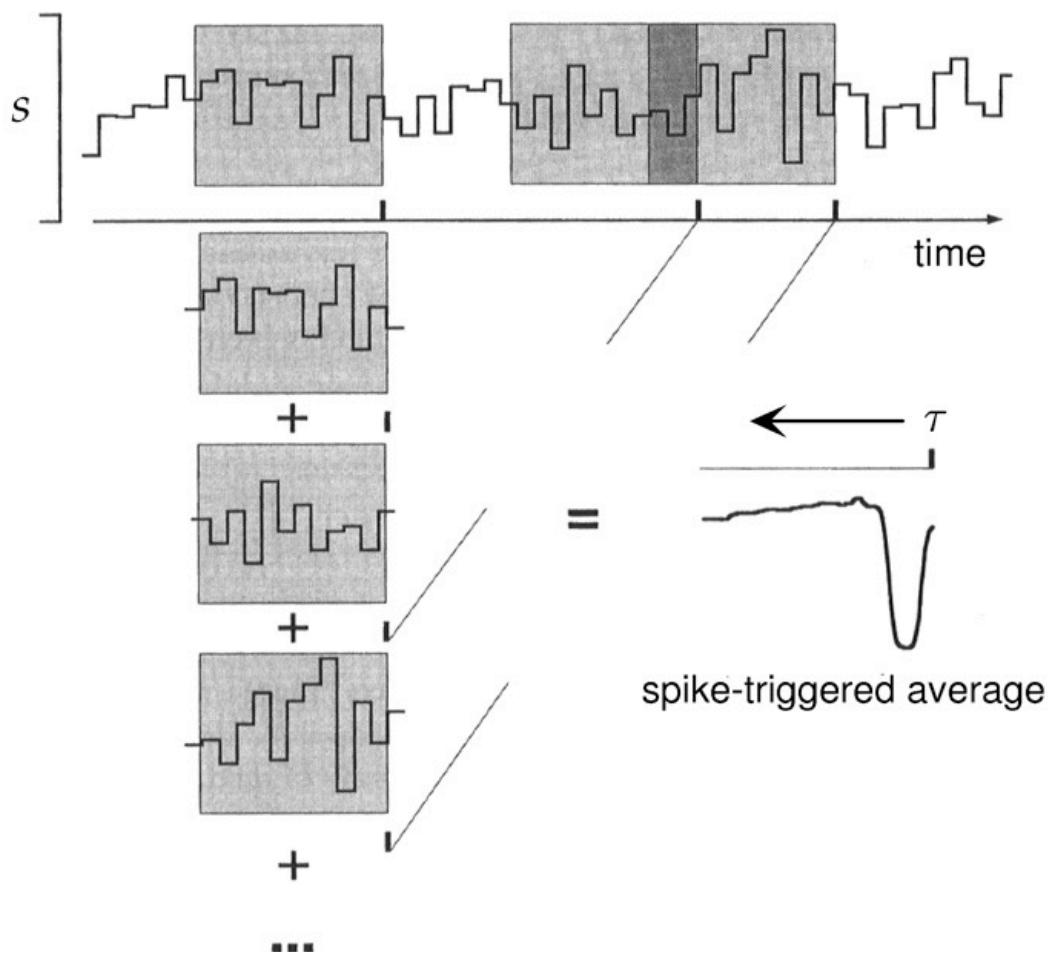 s
time
+
τ
=
+
spike-triggered average
+
...